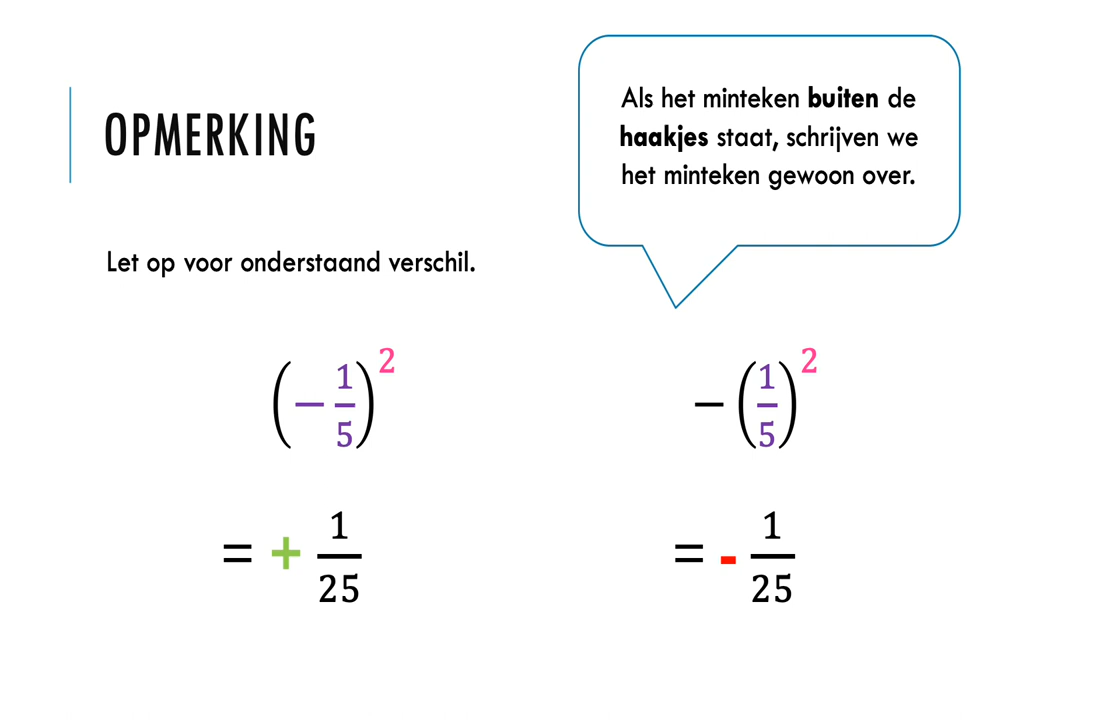 OPMERKING
Als het minteken buiten de
haakjes staat, schrijven we
het minteken gewoon over.
Let op voor onderstaand verschil.
(− 1/5)² −(1/5)²
= + 1/25 = - 1/25